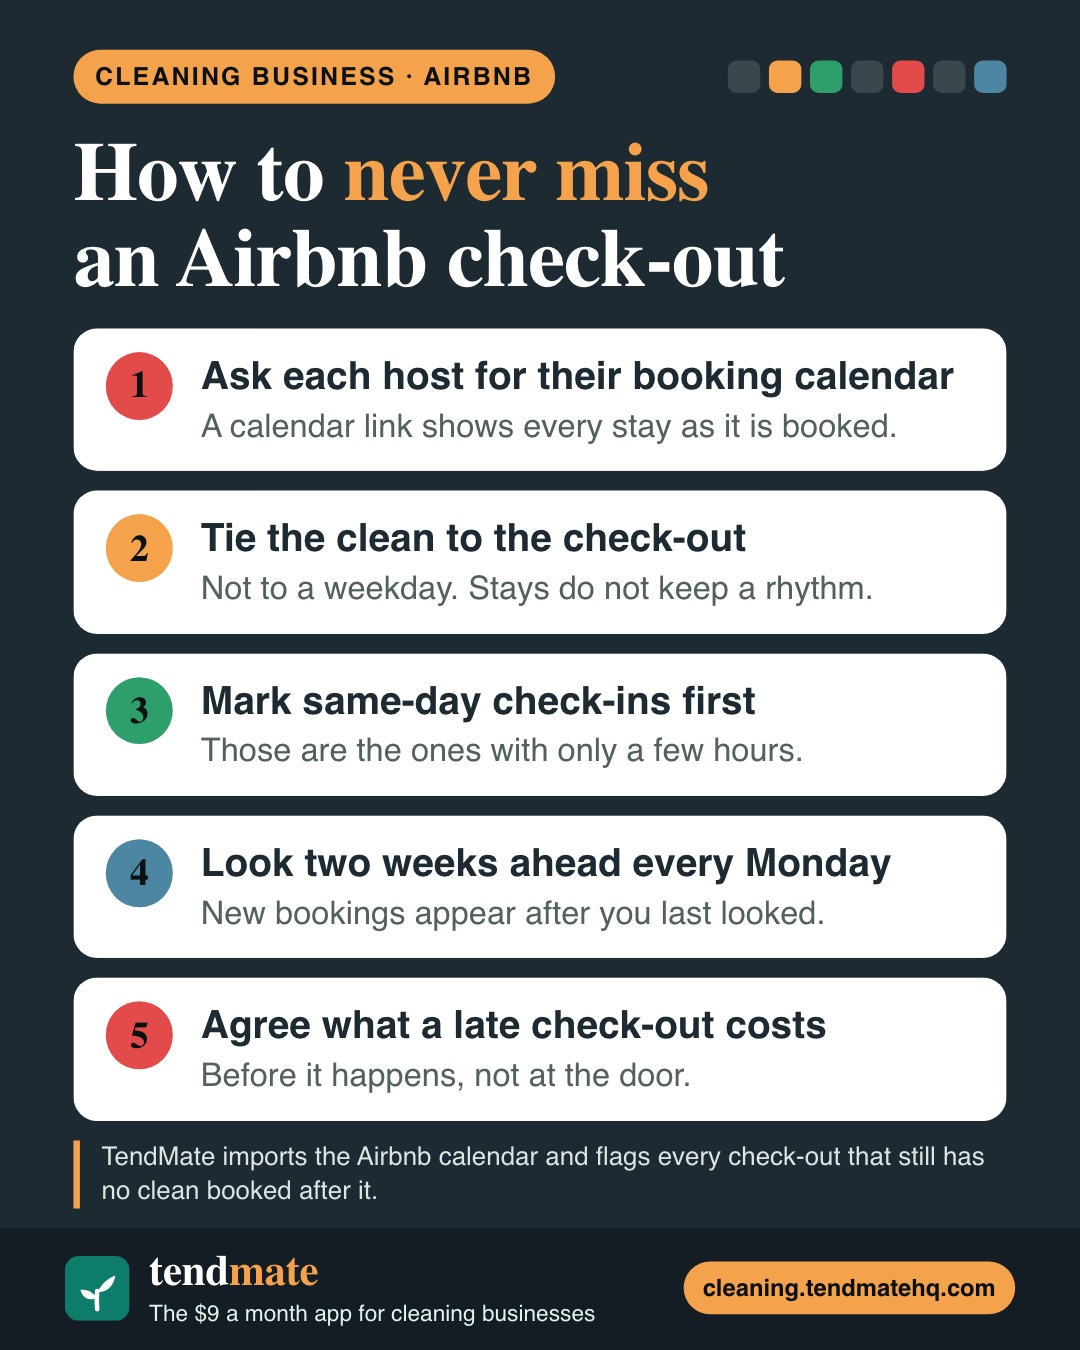 CLEANING BUSINESS · AIRBNB
How to never miss
an Airbnb check-out
1
Ask each host for their booking calendar
A calendar link shows every stay as it is booked.
2
Tie the clean to the check-out
Not to a weekday. Stays do not keep a rhythm.
3
Mark same-day check-ins first
Those are the ones with only a few hours.
4
Look two weeks ahead every Monday
New bookings appear after you last looked.
5
Agree what a late check-out costs
Before it happens, not at the door.
TendMate imports the Airbnb calendar and flags every check-out that still has
no clean booked after it.
tendmate
The $9 a month app for cleaning businesses
cleaning.tendmatehq.com